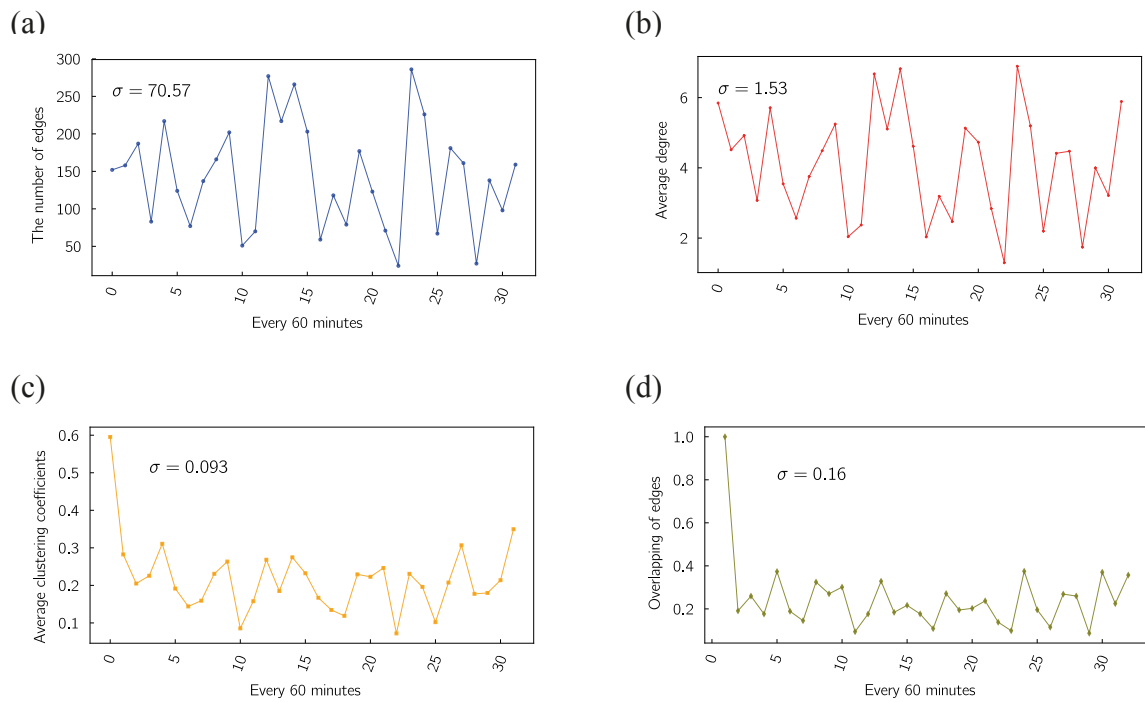 (a)
(b)
300
250
200
150
100
50
The number of edges
σ = 70.57
0 5 10 15 20 25 30
Every 60 minutes
6
4
2
Average degree
σ = 1.53
0 5 10 15 20 25 30
Every 60 minutes
(c)
(d)
0.6
0.5
0.4
0.3
0.2
0.1
Average clustering coefficients
σ = 0.093
0 5 10 15 20 25 30
Every 60 minutes
1.0
0.8
0.6
0.4
0.2
Overlapping of edges
σ = 0.16
0 5 10 15 20 25 30
Every 60 minutes